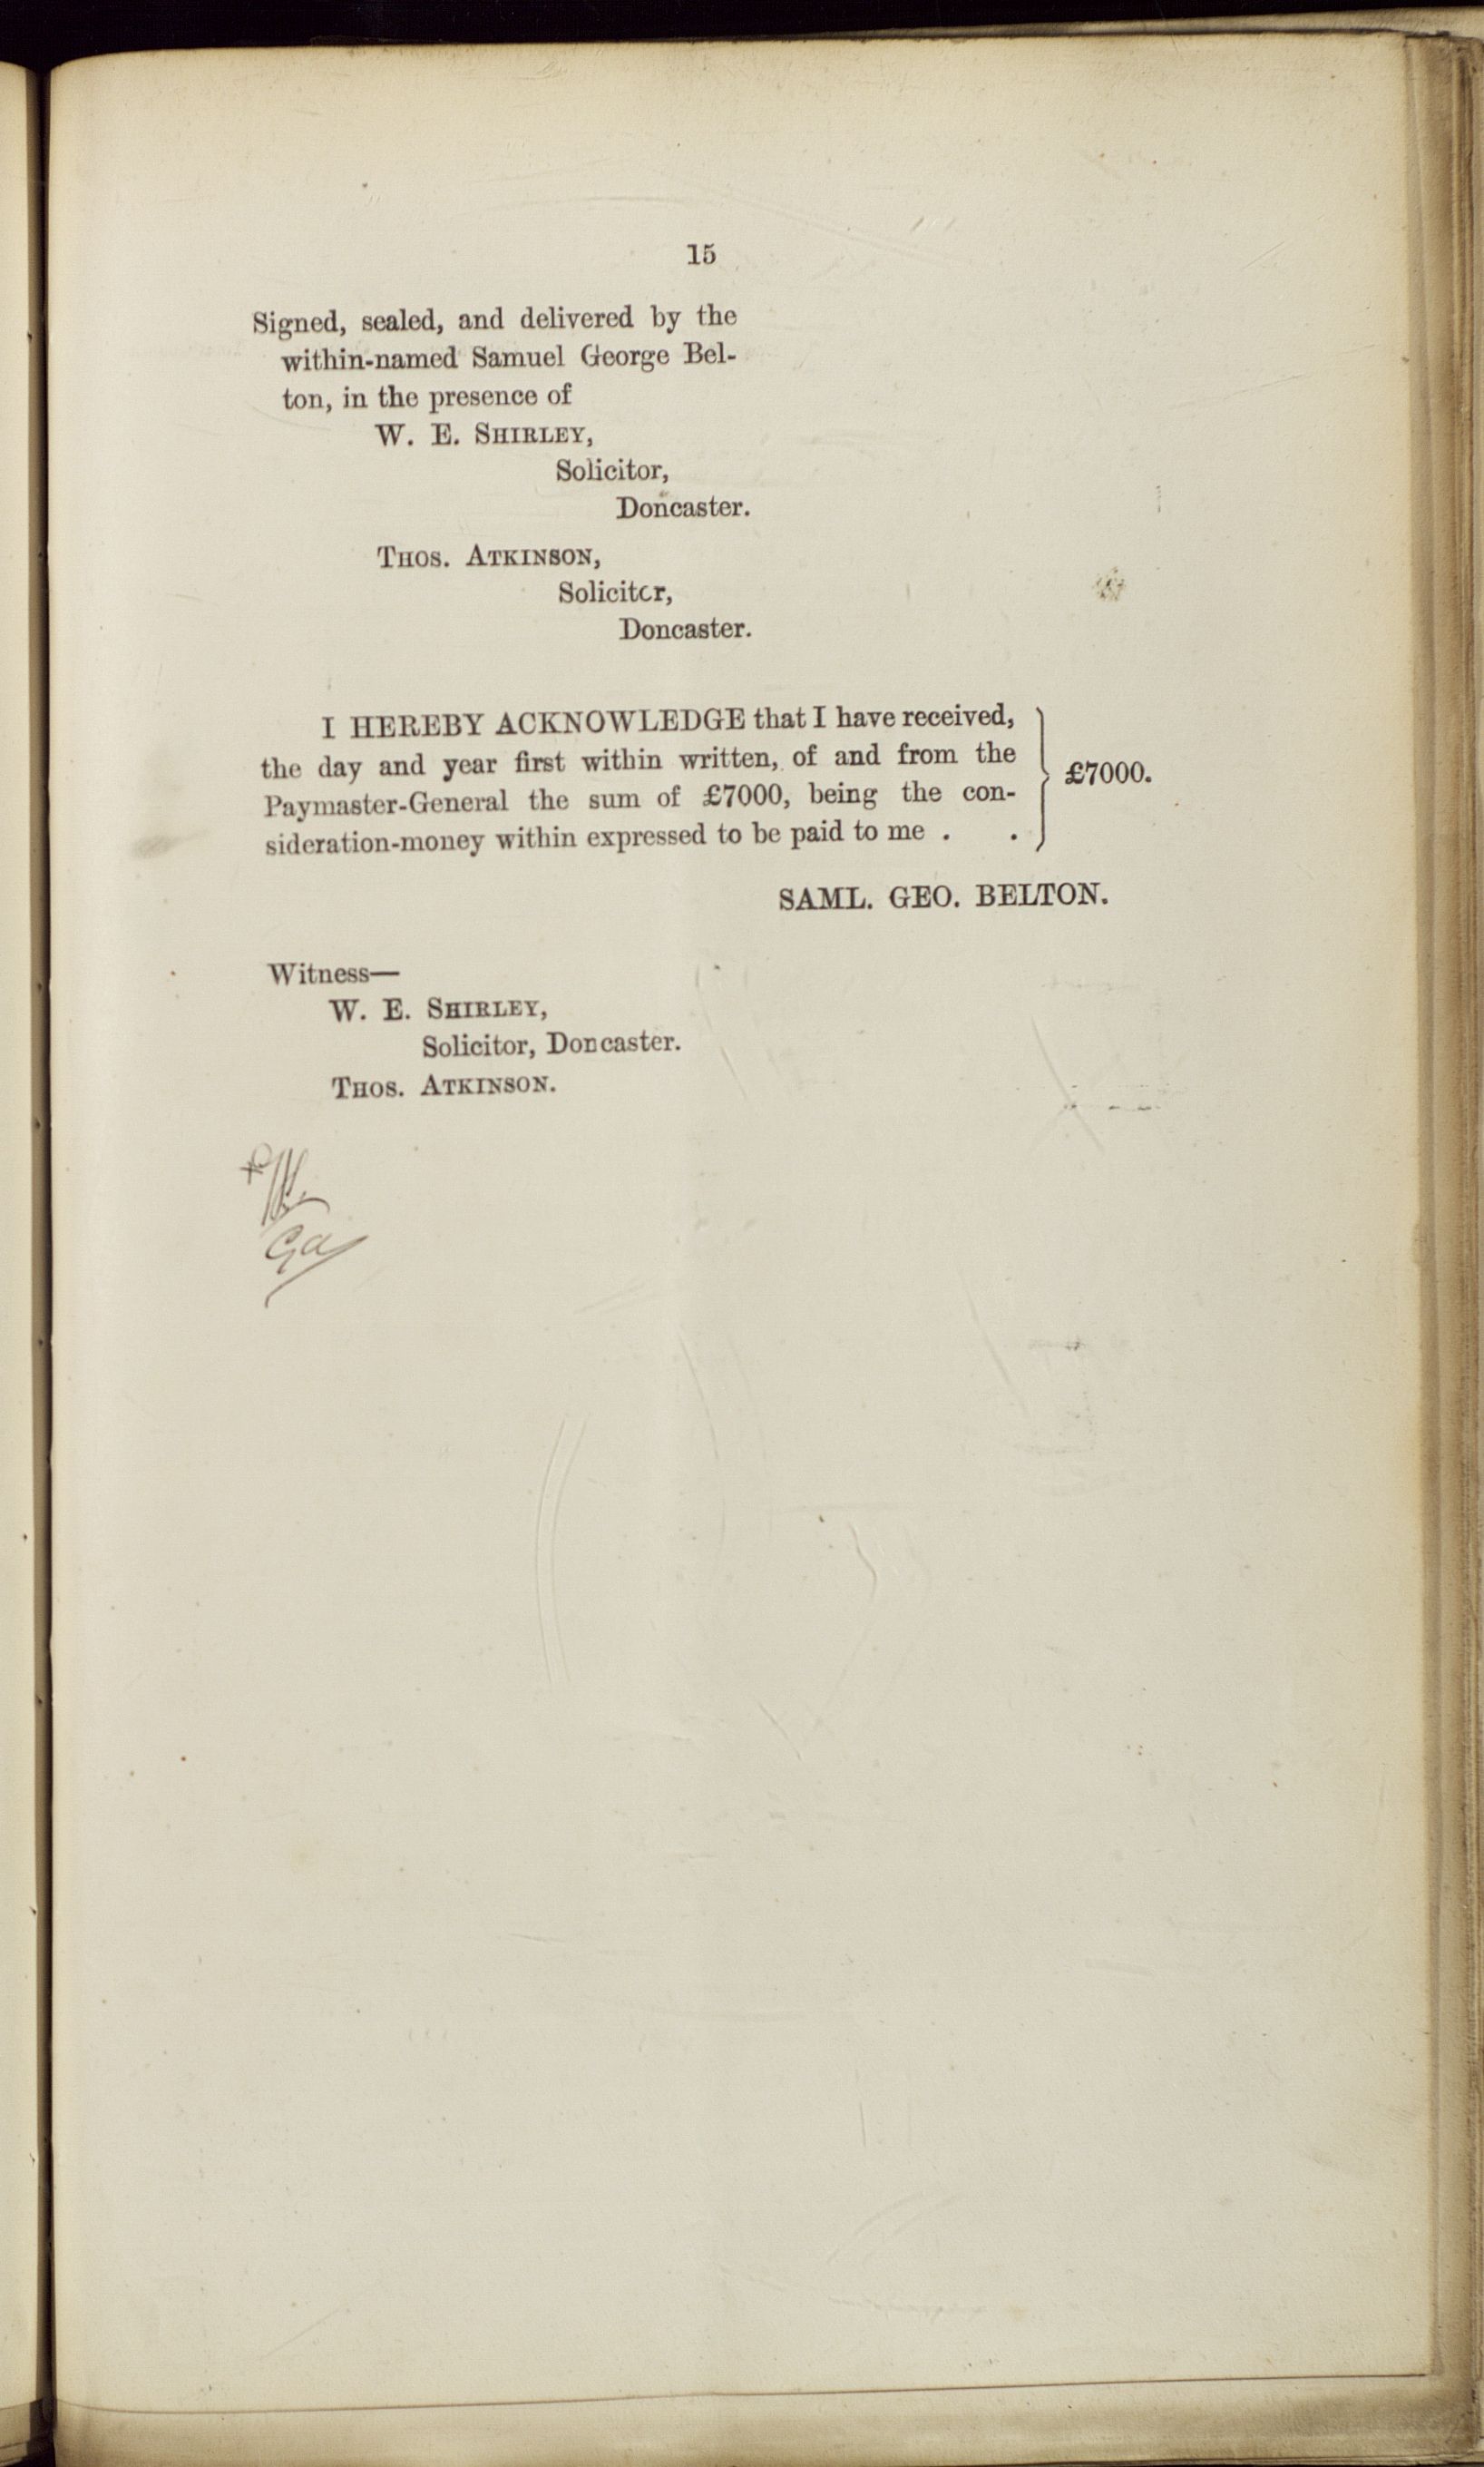 15
Signed, sealed, and delivered by the
within-named Samuel George Bel-
ton, in the presence of
W. E. SHIRLEY,
Solicitor,
Doncaster.
THOS. ATKINSON,
Solicitor,
Doncaster.
I HEREBY ACKNOWLEDGE that I have received,
the day and year first within written, of and from the
Paymaster-General the sum of £7000, being the con-
sideration-money within expressed to be paid to me . .
£7000.
SAML. GEO. BELTON.
Witness—
W. E. SHIRLEY,
Solicitor, Doncaster.
THOS. ATKINSON.